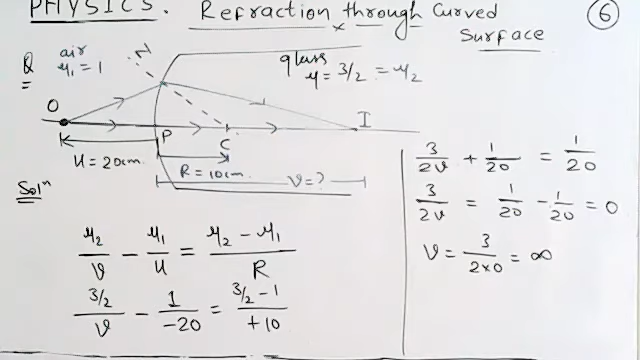 PHYSICS: Refraction through Curved Surface
6
Q
air
μ₁ = 1
N
glass
μ = 3/2 = μ₂
O
P
C
I
u = 20cm.
R = 10cm.
v = ?
Solⁿ
μ₂/v - μ₁/u = (μ₂ - μ₁)/R
(3/2)/v - 1/-20 = (3/2 - 1)/+10
3/2v + 1/20 = 1/20
3/2v = 1/20 - 1/20 = 0
v = 3/2×0 = ∞